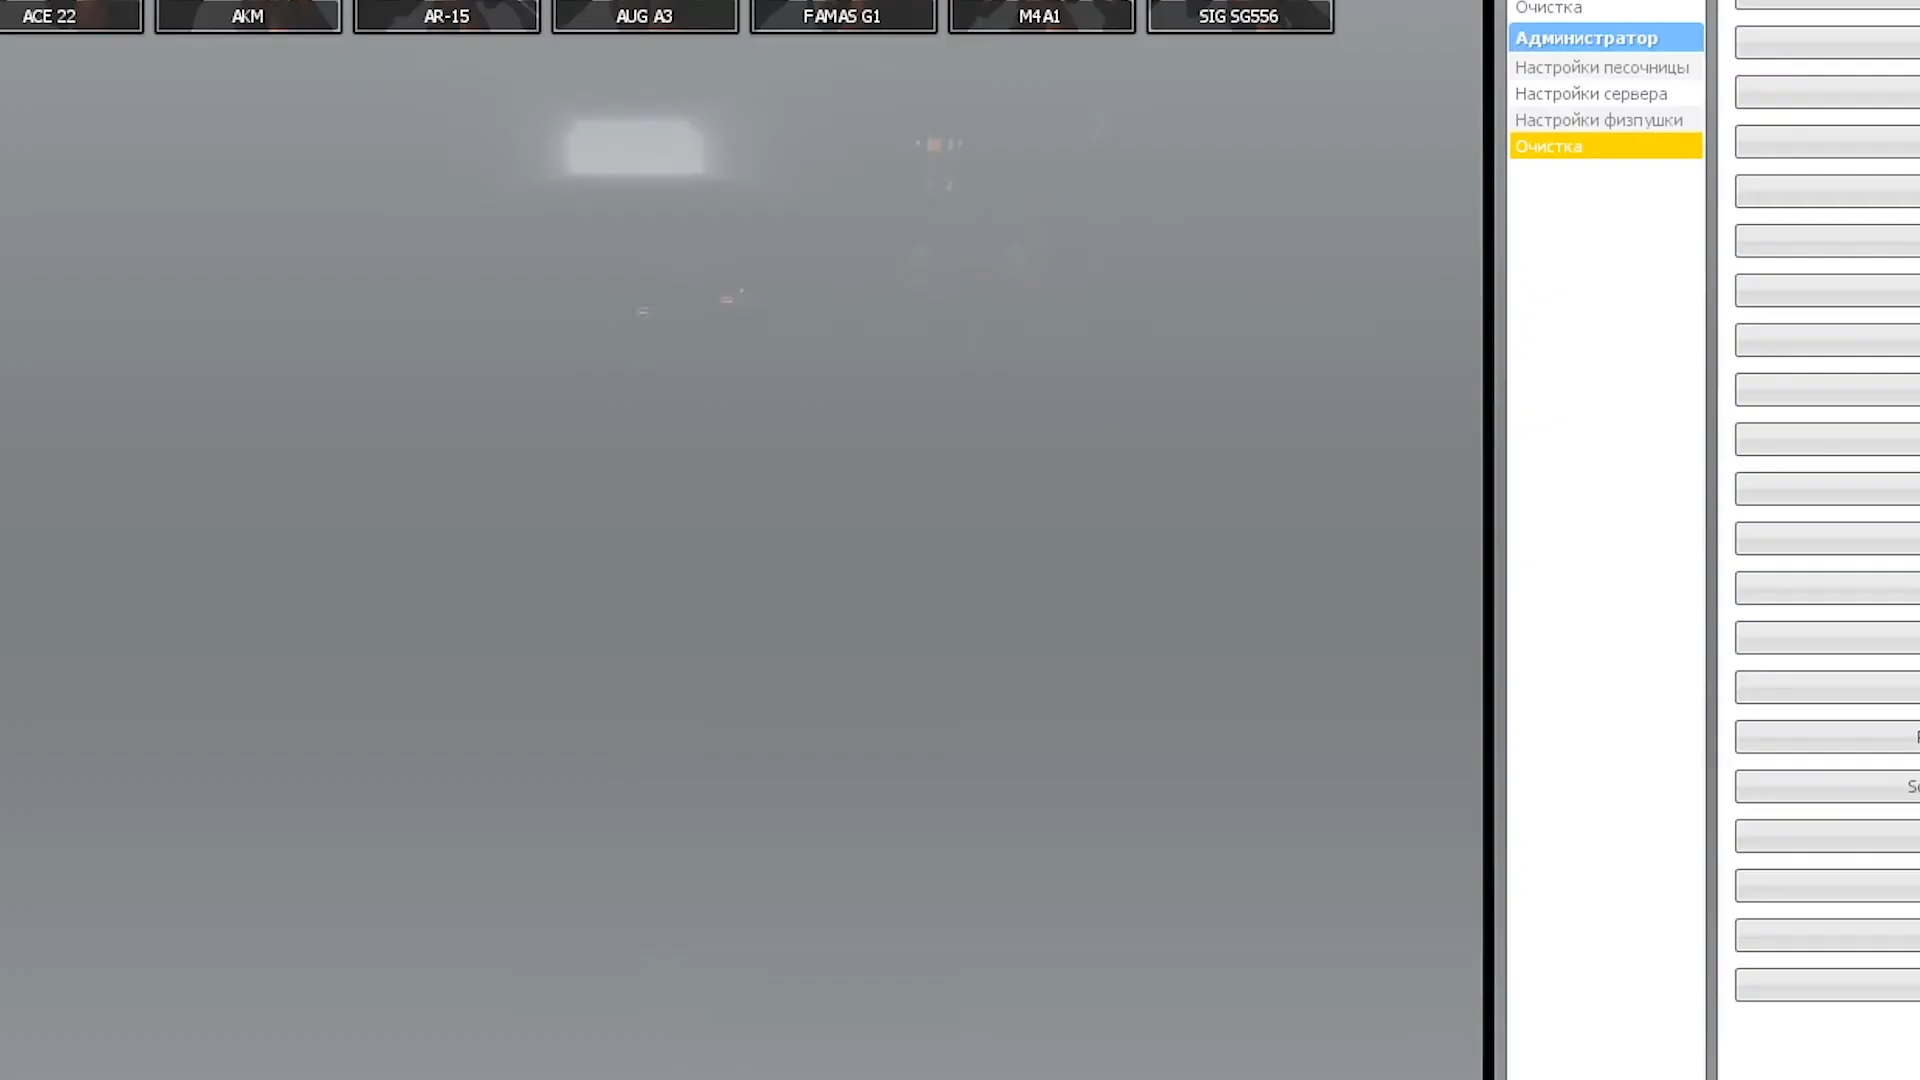 ACE 22
AKM
AR-15
AUG A3
FAMAS G1
M4A1
SIG SG556
Очистка
Администратор
Настройки песочницы
Настройки сервера
Настройки физпушки
Очистка